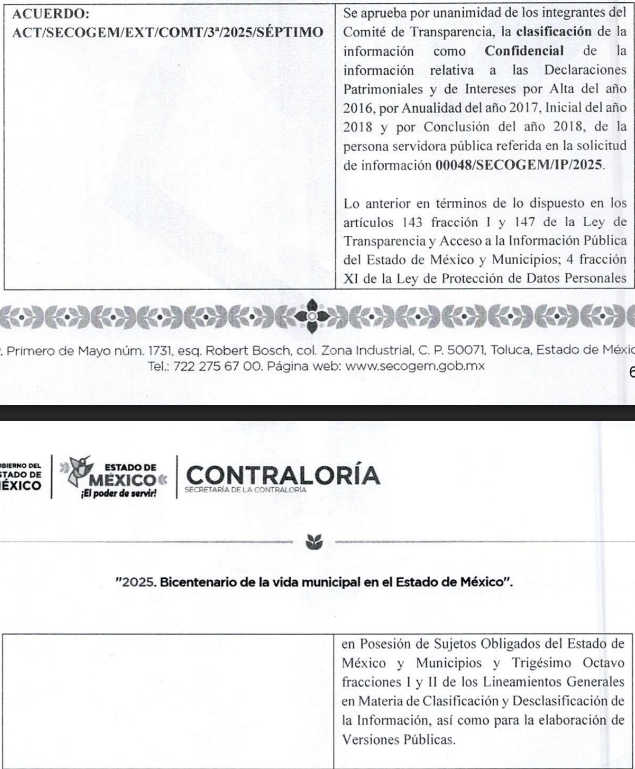 ACUERDO:
ACT/SECOGEM/EXT/COMT/3ª/2025/SÉPTIMO
Se aprueba por unanimidad de los integrantes del
Comité de Transparencia, la clasificación de la
información como Confidencial de la
información relativa a las Declaraciones
Patrimoniales y de Intereses por Alta del año
2016, por Anualidad del año 2017, Inicial del año
2018 y por Conclusión del año 2018, de la
persona servidora pública referida en la solicitud
de información 00048/SECOGEM/IP/2025.
Lo anterior en términos de lo dispuesto en los
artículos 143 fracción I y 147 de la Ley de
Transparencia y Acceso a la Información Pública
del Estado de México y Municipios; 4 fracción
XI de la Ley de Protección de Datos Personales
. Primero de Mayo núm. 1731, esq. Robert Bosch, col. Zona Industrial, C. P. 50071, Toluca, Estado de Méxic
Tel.: 722 275 67 00. Página web: www.secogem.gob.mx
6
OBIERNO DEL
STADO DE
ÉXICO
ESTADO DE
MÉXICO
¡El poder de servir!
CONTRALORÍA
SECRETARÍA DE LA CONTRALORÍA
"2025. Bicentenario de la vida municipal en el Estado de México".
en Posesión de Sujetos Obligados del Estado de
México y Municipios y Trigésimo Octavo
fracciones I y II de los Lineamientos Generales
en Materia de Clasificación y Desclasificación de
la Información, así como para la elaboración de
Versiones Públicas.